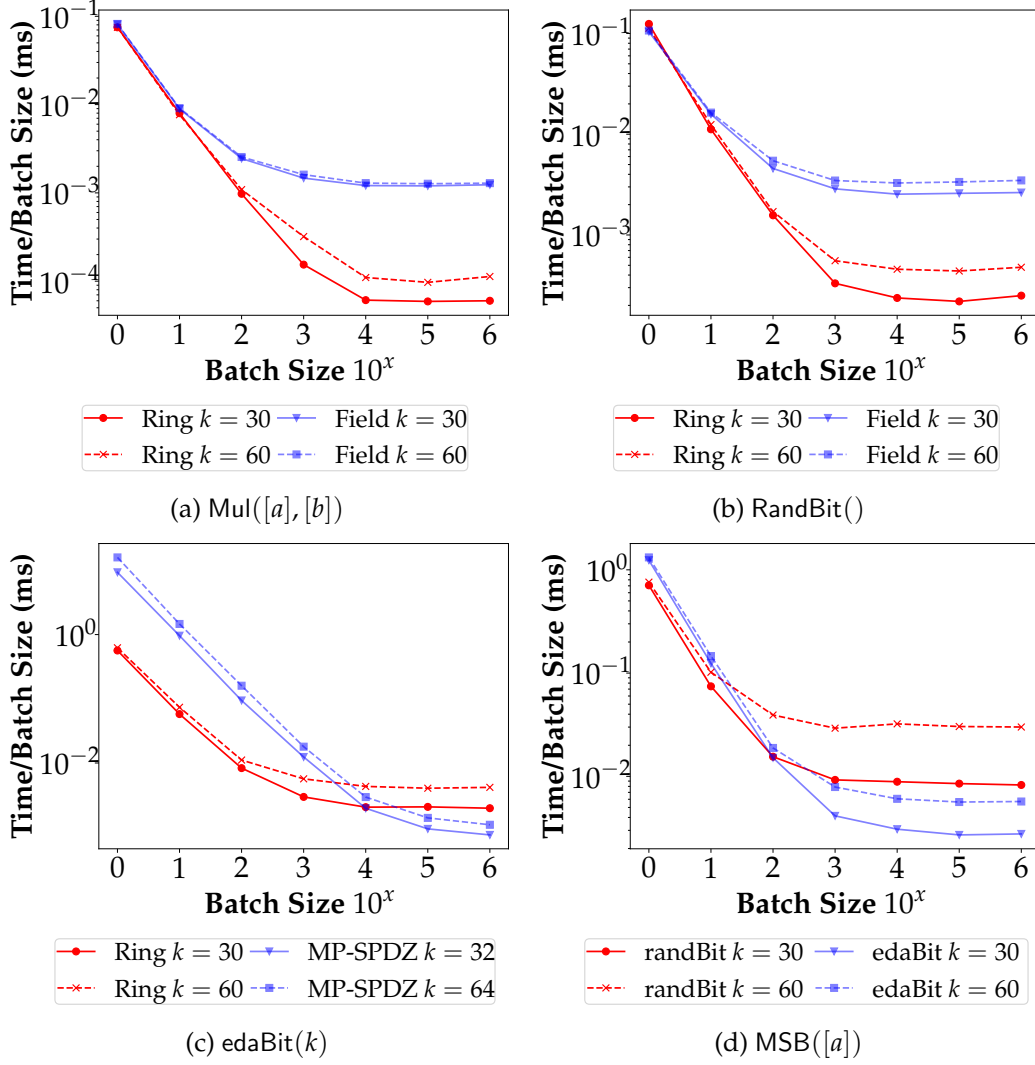 Time/Batch Size (ms)
10^{-1}
10^{-2}
10^{-3}
10^{-4}
0 1 2 3 4 5 6
Batch Size 10^x
Ring k = 30 Field k = 30
Ring k = 60 Field k = 60
(a) Mul([a], [b])
Time/Batch Size (ms)
10^{-1}
10^{-2}
10^{-3}
0 1 2 3 4 5 6
Batch Size 10^x
Ring k = 30 Field k = 30
Ring k = 60 Field k = 60
(b) RandBit()
Time/Batch Size (ms)
10^0
10^{-2}
0 1 2 3 4 5 6
Batch Size 10^x
Ring k = 30 MP-SPDZ k = 32
Ring k = 60 MP-SPDZ k = 64
(c) edaBit(k)
Time/Batch Size (ms)
10^0
10^{-1}
10^{-2}
0 1 2 3 4 5 6
Batch Size 10^x
randBit k = 30 edaBit k = 30
randBit k = 60 edaBit k = 60
(d) MSB([a])